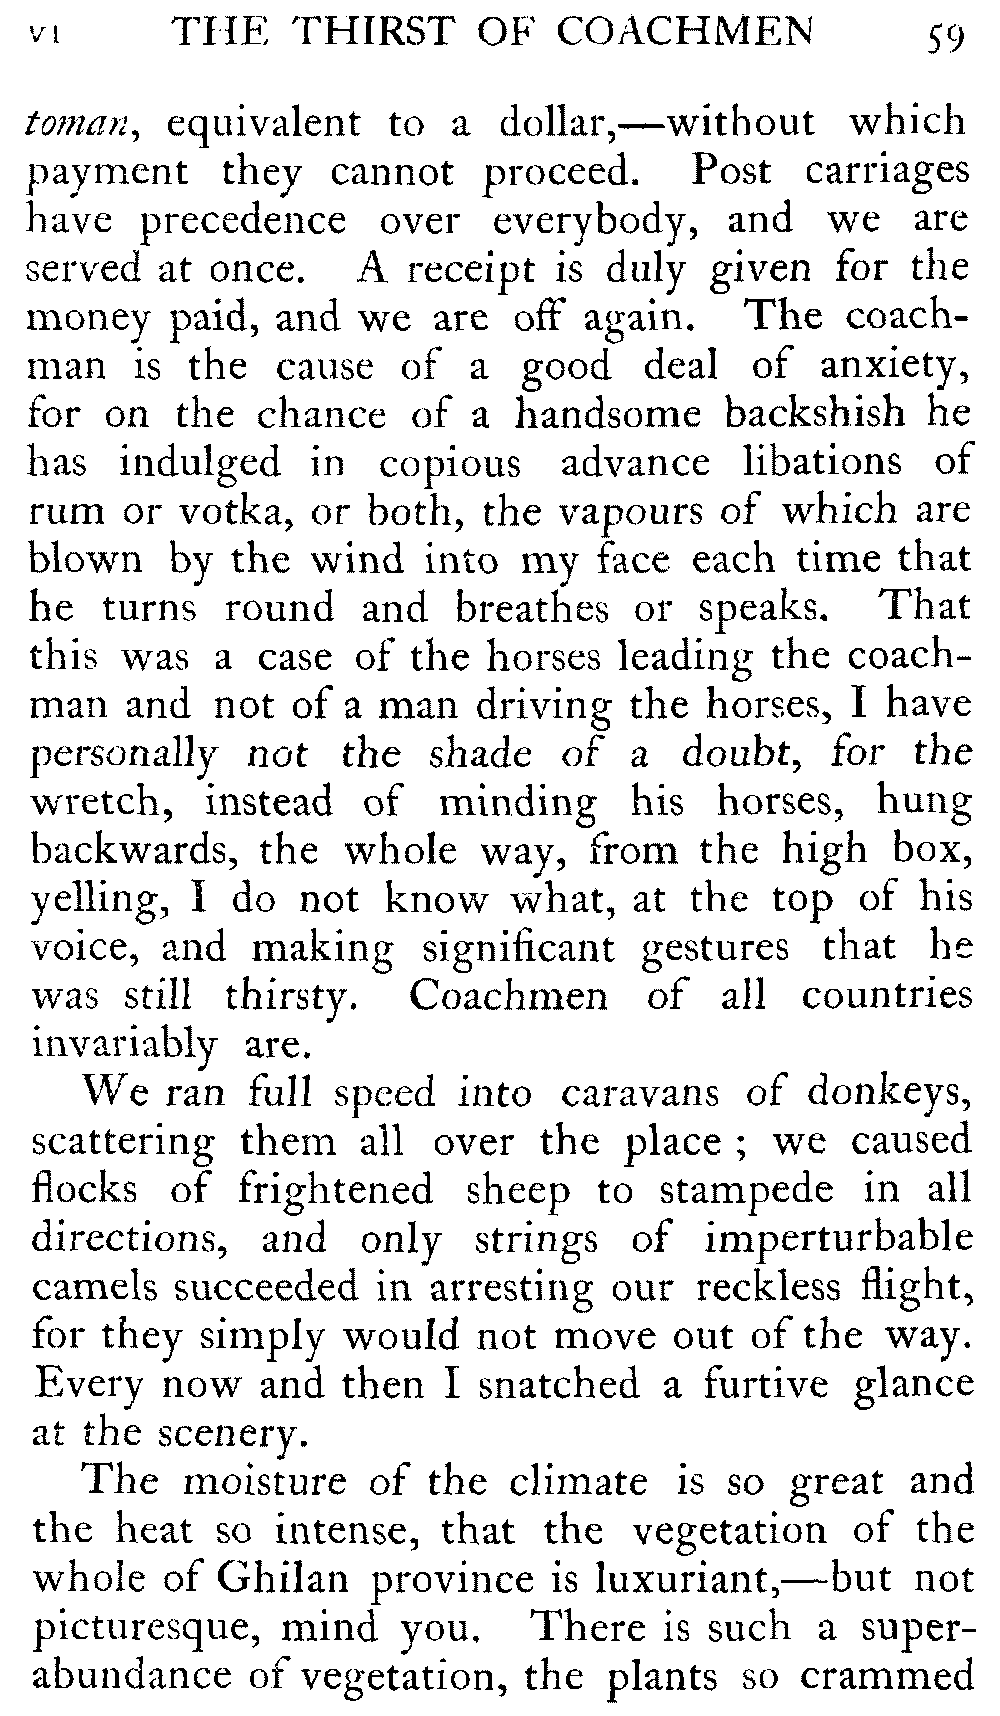 VI THE THIRST OF COACHMEN 59
toman, equivalent to a dollar,—without which
payment they cannot proceed. Post carriages
have precedence over everybody, and we are
served at once. A receipt is duly given for the
money paid, and we are off again. The coach-
man is the cause of a good deal of anxiety,
for on the chance of a handsome backshish he
has indulged in copious advance libations of
rum or votka, or both, the vapours of which are
blown by the wind into my face each time that
he turns round and breathes or speaks. That
this was a case of the horses leading the coach-
man and not of a man driving the horses, I have
personally not the shade of a doubt, for the
wretch, instead of minding his horses, hung
backwards, the whole way, from the high box,
yelling, I do not know what, at the top of his
voice, and making significant gestures that he
was still thirsty. Coachmen of all countries
invariably are.
We ran full speed into caravans of donkeys,
scattering them all over the place ; we caused
flocks of frightened sheep to stampede in all
directions, and only strings of imperturbable
camels succeeded in arresting our reckless flight,
for they simply would not move out of the way.
Every now and then I snatched a furtive glance
at the scenery.
The moisture of the climate is so great and
the heat so intense, that the vegetation of the
whole of Ghilan province is luxuriant,—but not
picturesque, mind you. There is such a super-
abundance of vegetation, the plants so crammed